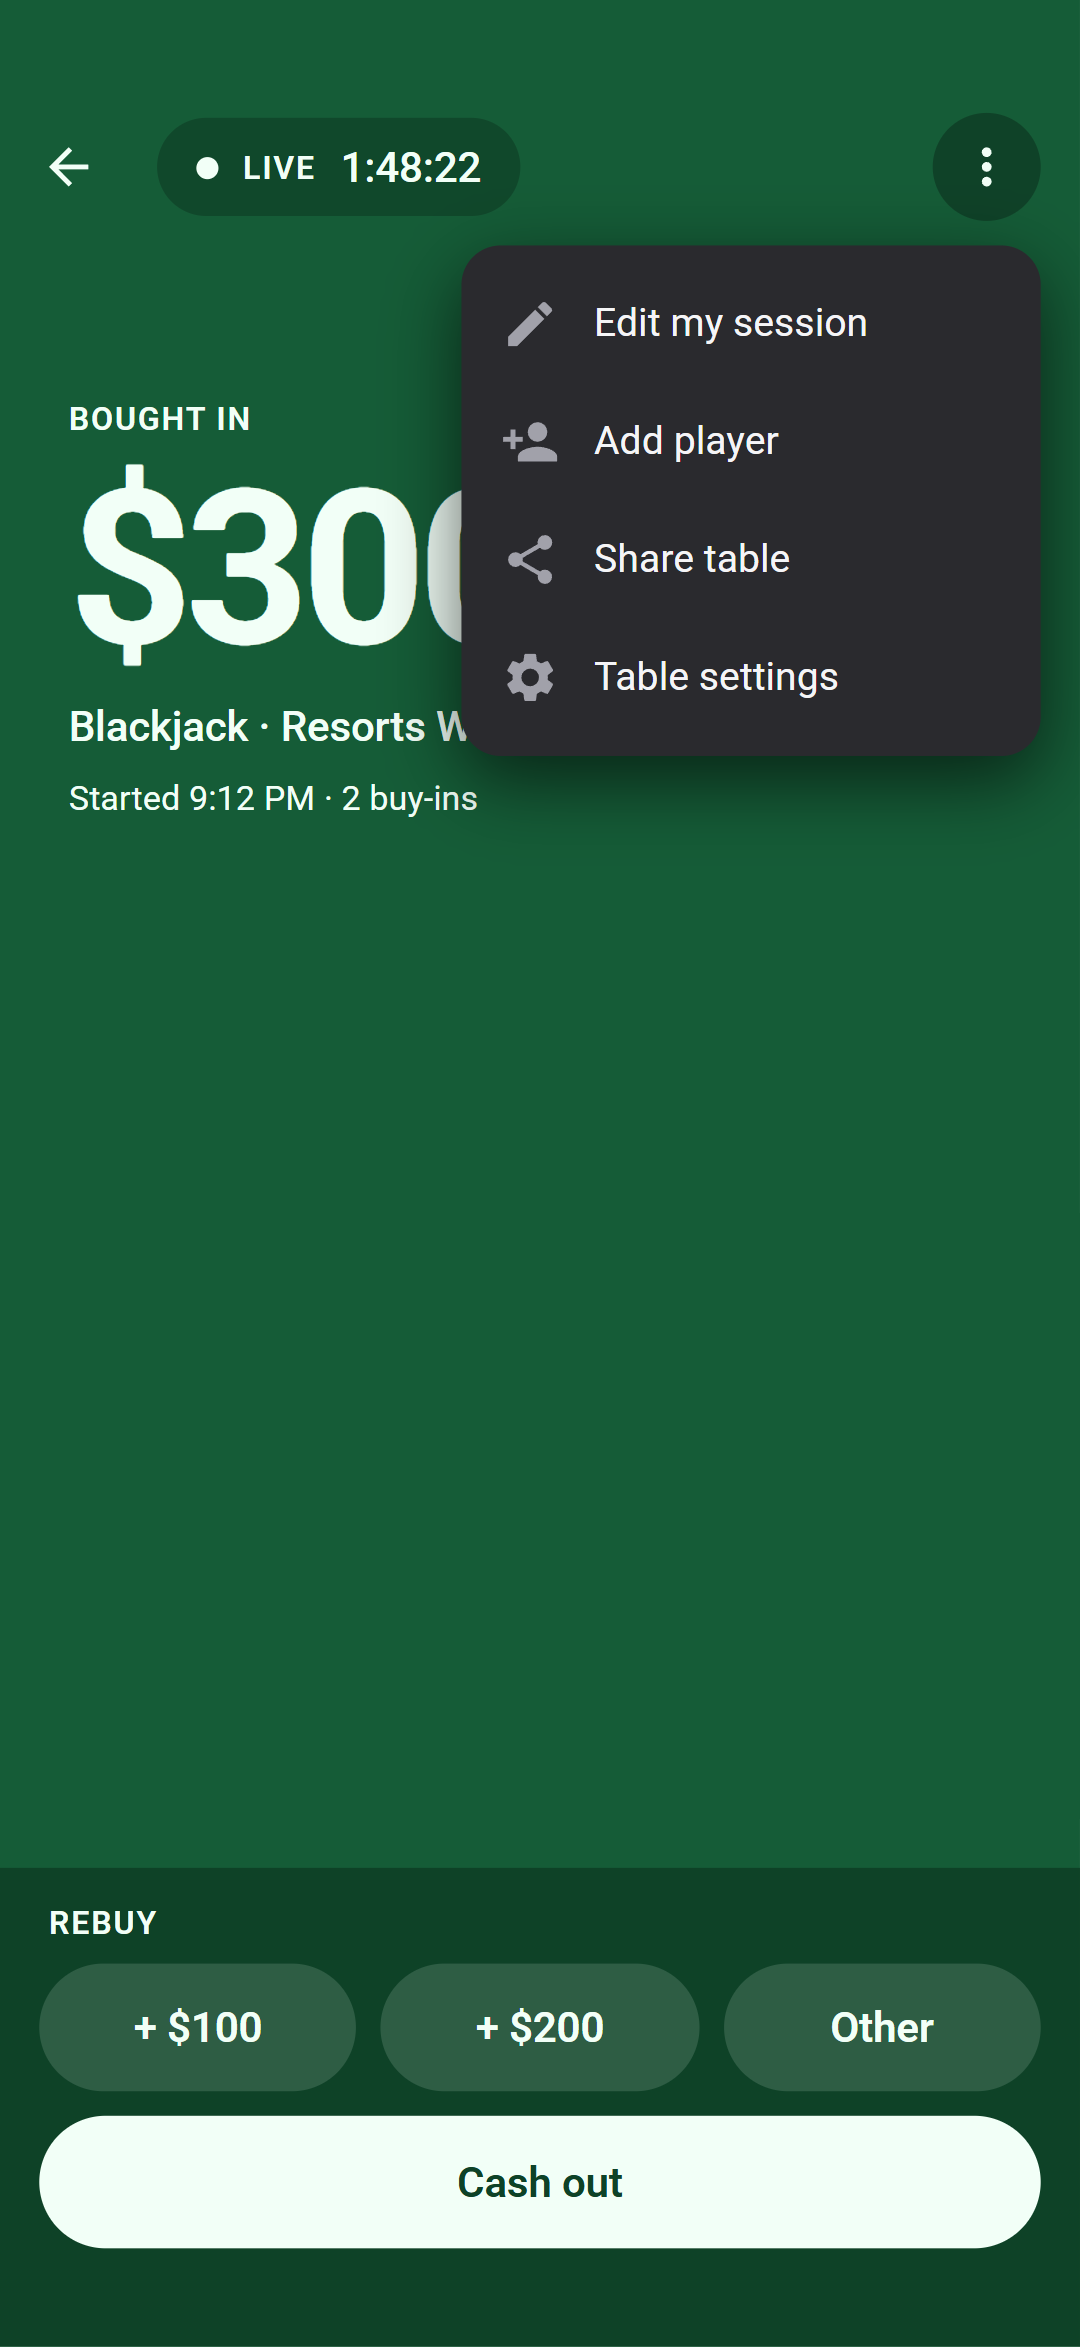 LIVE 1:48:22
Edit my session
Add player
Share table
Table settings
BOUGHT IN
$300
Blackjack · Resorts
Started 9:12 PM · 2 buy-ins
REBUY
+ $100
+ $200
Other
Cash out